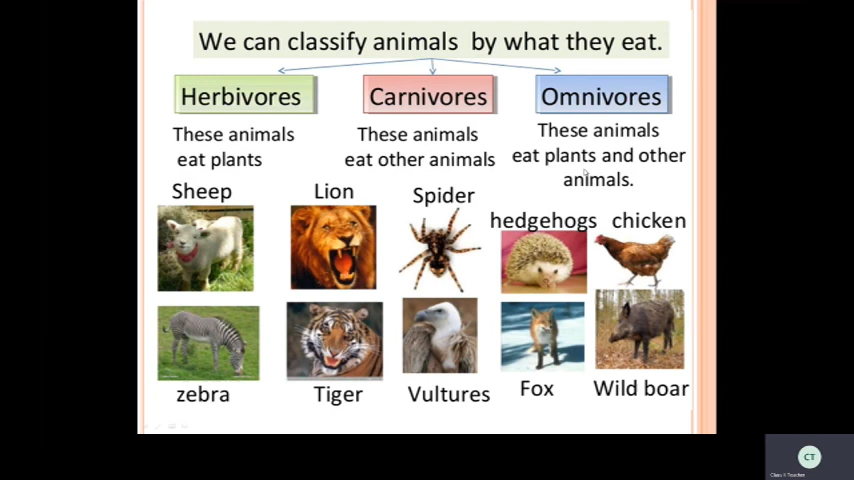 We can classify animals by what they eat.
Herbivores
Carnivores
Omnivores
These animals
eat plants
These animals
eat other animals
These animals
eat plants and other
animals.
Sheep
Lion
Spider
hedgehogs
chicken
zebra
Tiger
Vultures
Fox
Wild boar
CT